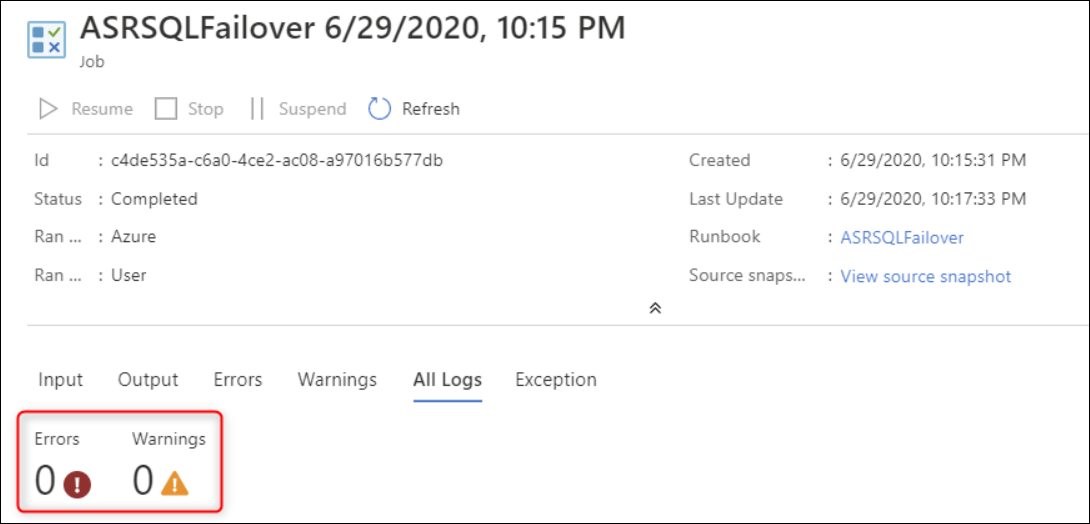 ASRSQLFailover 6/29/2020, 10:15 PM
Job
Resume Stop Suspend Refresh
Id : c4de535a-c6a0-4ce2-ac08-a97016b577db Created : 6/29/2020, 10:15:31 PM
Status : Completed Last Update : 6/29/2020, 10:17:33 PM
Ran ... : Azure Runbook : ASRSQLFailover
Ran ... : User Source snaps... : View source snapshot
Input Output Errors Warnings All Logs Exception
Errors Warnings
0 0